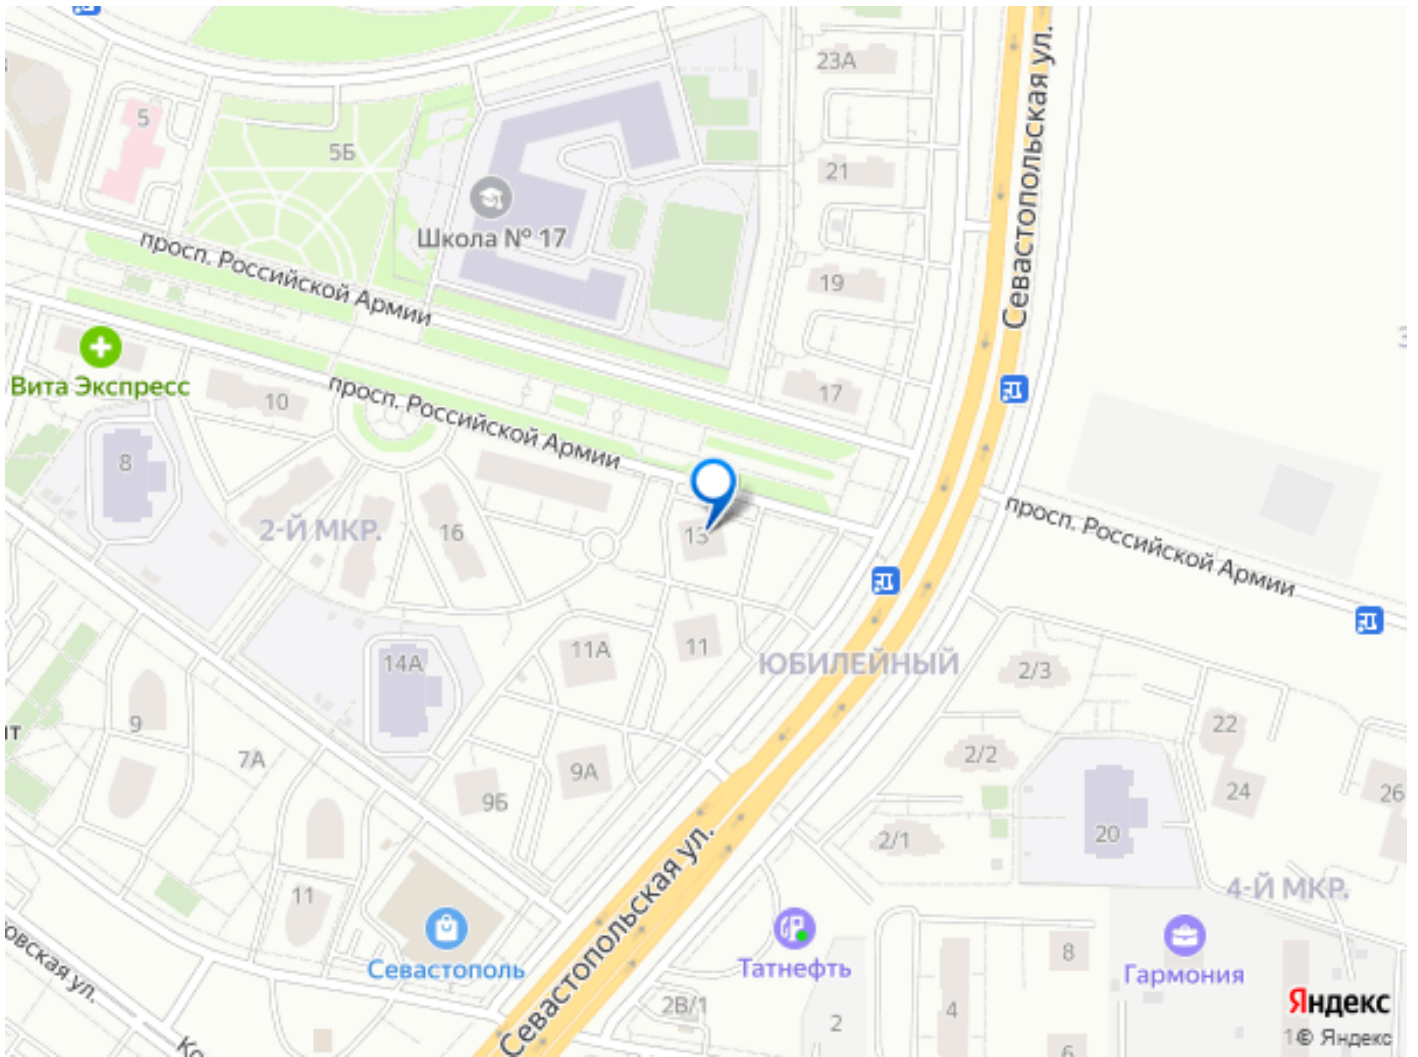 23А
Севастопольская ул.
5
5Б
21
Школа № 17
просп. Российской Армии
19
Вита Экспресс
10
просп. Российской Армии
17
8
2-Й МКР.
16
13
просп. Российской Армии
14А
11А
11
ЮБИЛЕЙНЫЙ
2/3
9
7А
22
2/2
9А
9Б
24
26
20
2/1
11
4-Й МКР.
Севастополь
Севастопольская ул.
Татнефть
8
Гармония
2В/1
2
4
6
Яндекс
© Яндекс